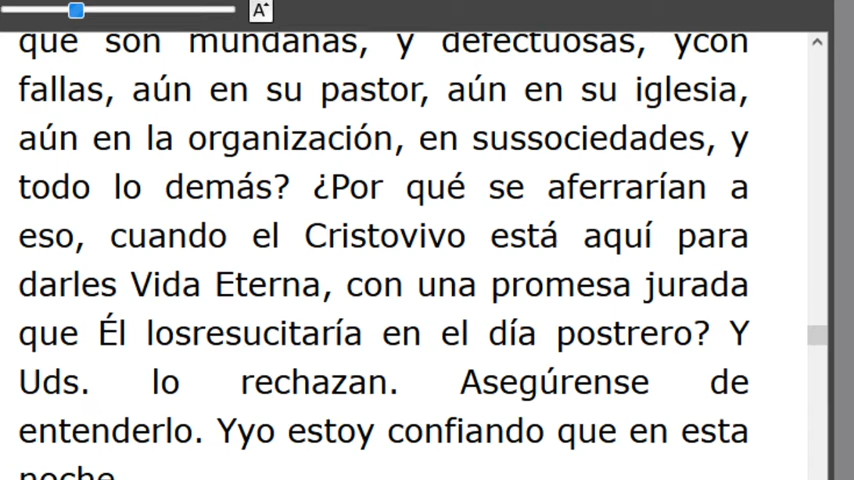 A
que son mundanas, y defectuosas, ycon
fallas, aún en su pastor, aún en su iglesia,
aún en la organización, en sussociedades, y
todo lo demás? ¿Por qué se aferrarían a
eso, cuando el Cristovivo está aquí para
darles Vida Eterna, con una promesa jurada
que Él losresucitaría en el día postrero? Y
Uds. lo rechazan. Asegúrense de
entenderlo. Yyo estoy confiando que en esta
noche